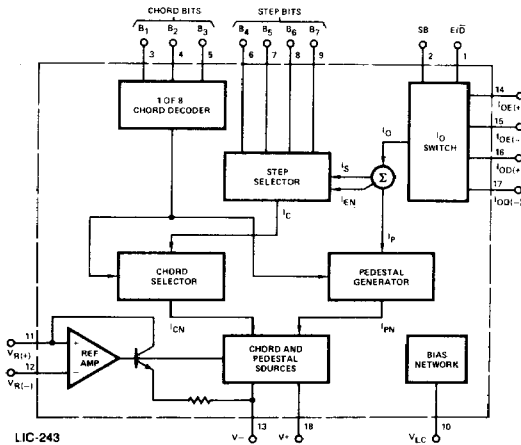 CHORD BITS STEP BITS
B1 B2 B3 B4 B5 B6 B7 SB E/D̅
3 4 5 6 7 8 9 2 1
1 OF 8
CHORD DECODER
IO
SWITCH
14
IOE(+)
15
IOE(−)
16
IOD(+)
17
IOD(−)
IO
STEP
SELECTOR
IS
IEN
Σ
IC
IP
CHORD
SELECTOR
PEDESTAL
GENERATOR
ICN
IPN
11
VR(+)
12
VR(−)
+
−
REF
AMP
CHORD AND
PEDESTAL
SOURCES
BIAS
NETWORK
13 18 10
V− V+ VLC
LIC-243